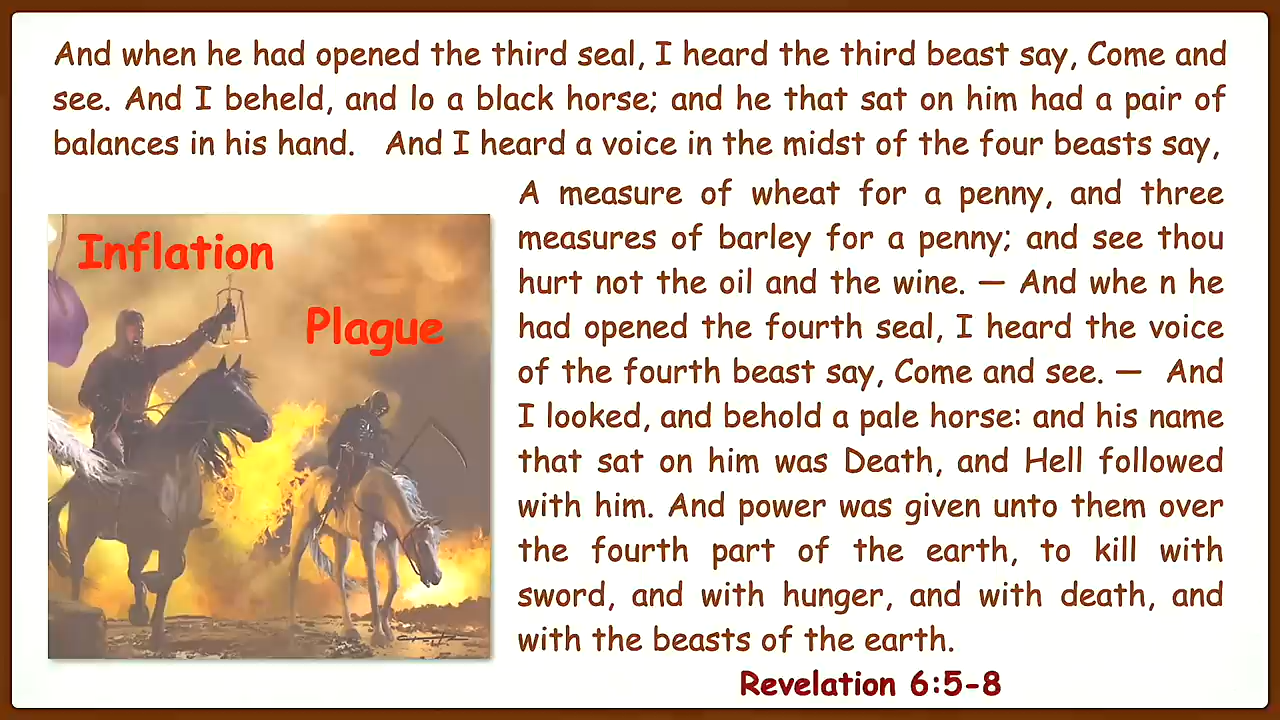 And when he had opened the third seal, I heard the third beast say, Come and
see. And I beheld, and lo a black horse; and he that sat on him had a pair of
balances in his hand. And I heard a voice in the midst of the four beasts say,
A measure of wheat for a penny, and three
measures of barley for a penny; and see thou
hurt not the oil and the wine. — And whe n he
had opened the fourth seal, I heard the voice
of the fourth beast say, Come and see. — And
I looked, and behold a pale horse: and his name
that sat on him was Death, and Hell followed
with him. And power was given unto them over
the fourth part of the earth, to kill with
sword, and with hunger, and with death, and
with the beasts of the earth.
Revelation 6:5-8
Inflation
Plague